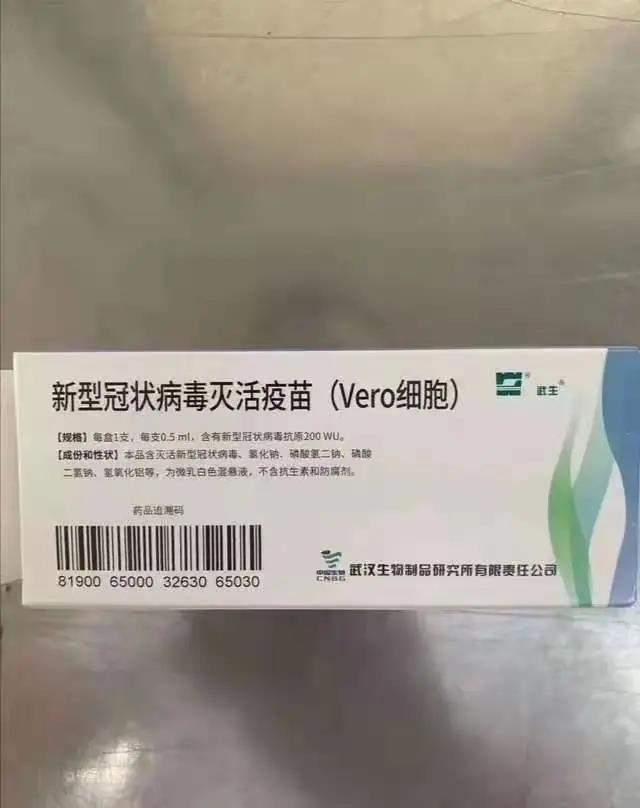 新型冠状病毒灭活疫苗（Vero细胞）
武生
【规格】每盒1支，每支0.5 ml，含有新型冠状病毒抗原200 WU。
【成份和性状】本品含灭活新型冠状病毒、氯化钠、磷酸氢二钠、磷酸
二氢钠、氢氧化铝等，为微乳白色混悬液，不含抗生素和防腐剂。
药品追溯码
81900 65000 32630 65030
中国生物
CNBG
武汉生物制品研究所有限责任公司